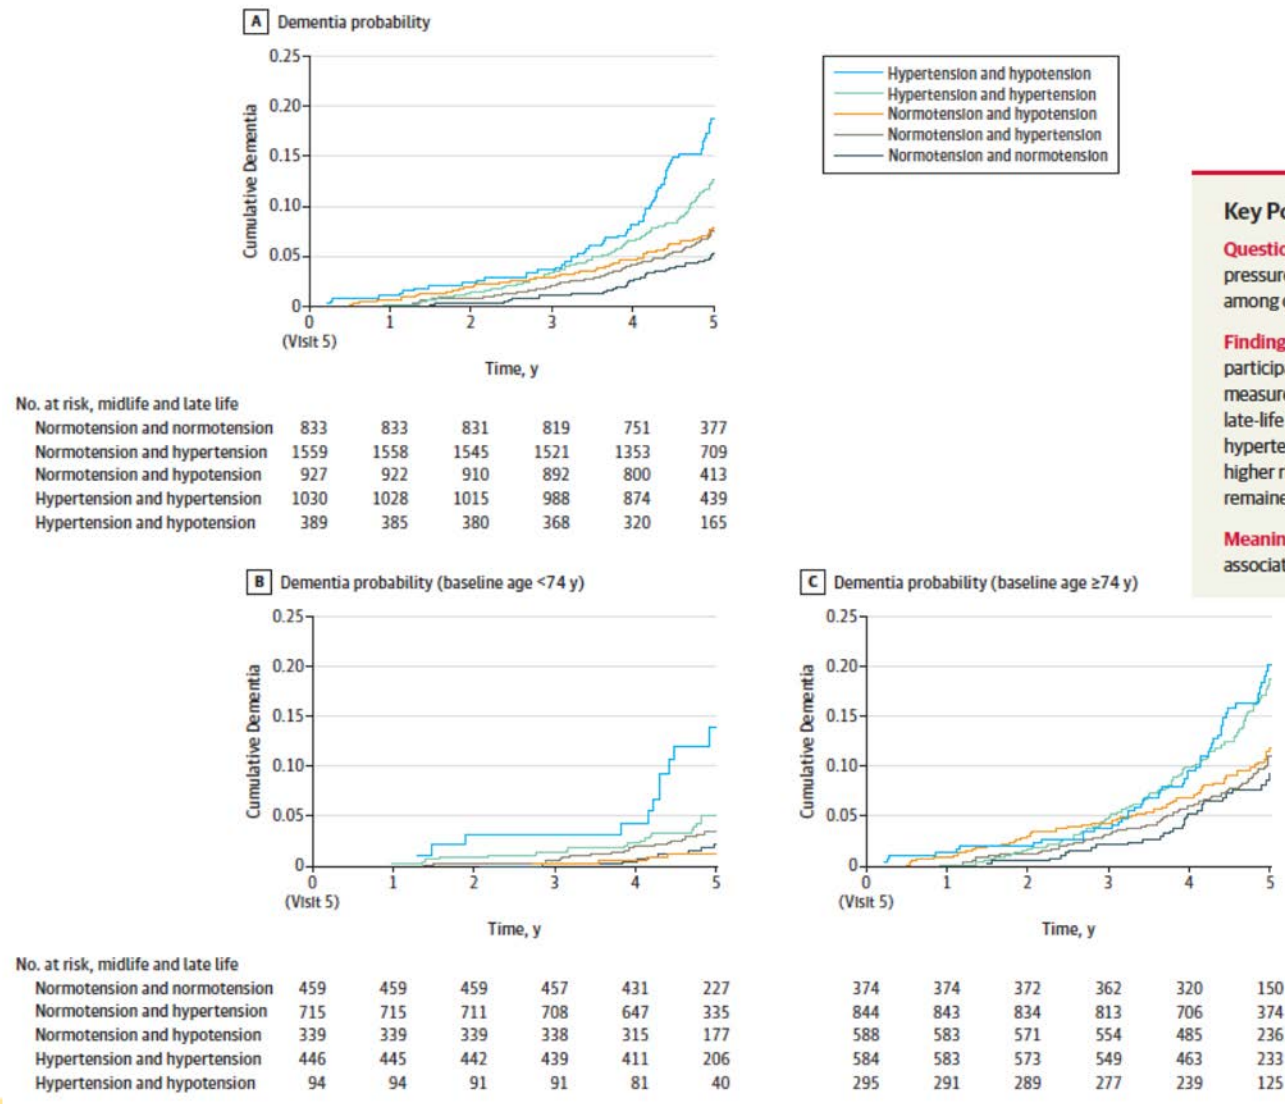 A Dementia probability
0.25
0.20
0.15
0.10
0.05
0
Cumulative Dementia
0 1 2 3 4 5
(Visit 5)
Time, y
Hypertension and hypotension
Hypertension and hypertension
Normotension and hypotension
Normotension and hypertension
Normotension and normotension
Key
Question
pressure
among
Finding
particip
measur
late-life
hyperte
higher
remaine
Meanin
associat
No. at risk, midlife and late life
Normotension and normotension 833 833 831 819 751 377
Normotension and hypertension 1559 1558 1545 1521 1353 709
Normotension and hypotension 927 922 910 892 800 413
Hypertension and hypertension 1030 1028 1015 988 874 439
Hypertension and hypotension 389 385 380 368 320 165
B Dementia probability (baseline age <74 y)
0.25
0.20
0.15
0.10
0.05
0
Cumulative Dementia
0 1 2 3 4 5
(Visit 5)
Time, y
C Dementia probability (baseline age ≥74 y)
0.25
0.20
0.15
0.10
0.05
0
Cumulative Dementia
0 1 2 3 4 5
(Visit 5)
Time, y
No. at risk, midlife and late life
Normotension and normotension 459 459 459 457 431 227 374 374 372 362 320 150
Normotension and hypertension 715 715 711 708 647 335 844 843 834 813 706 374
Normotension and hypotension 339 339 339 338 315 177 588 583 571 554 485 236
Hypertension and hypertension 446 445 442 439 411 206 584 583 573 549 463 233
Hypertension and hypotension 94 94 91 91 81 40 295 291 289 277 239 125